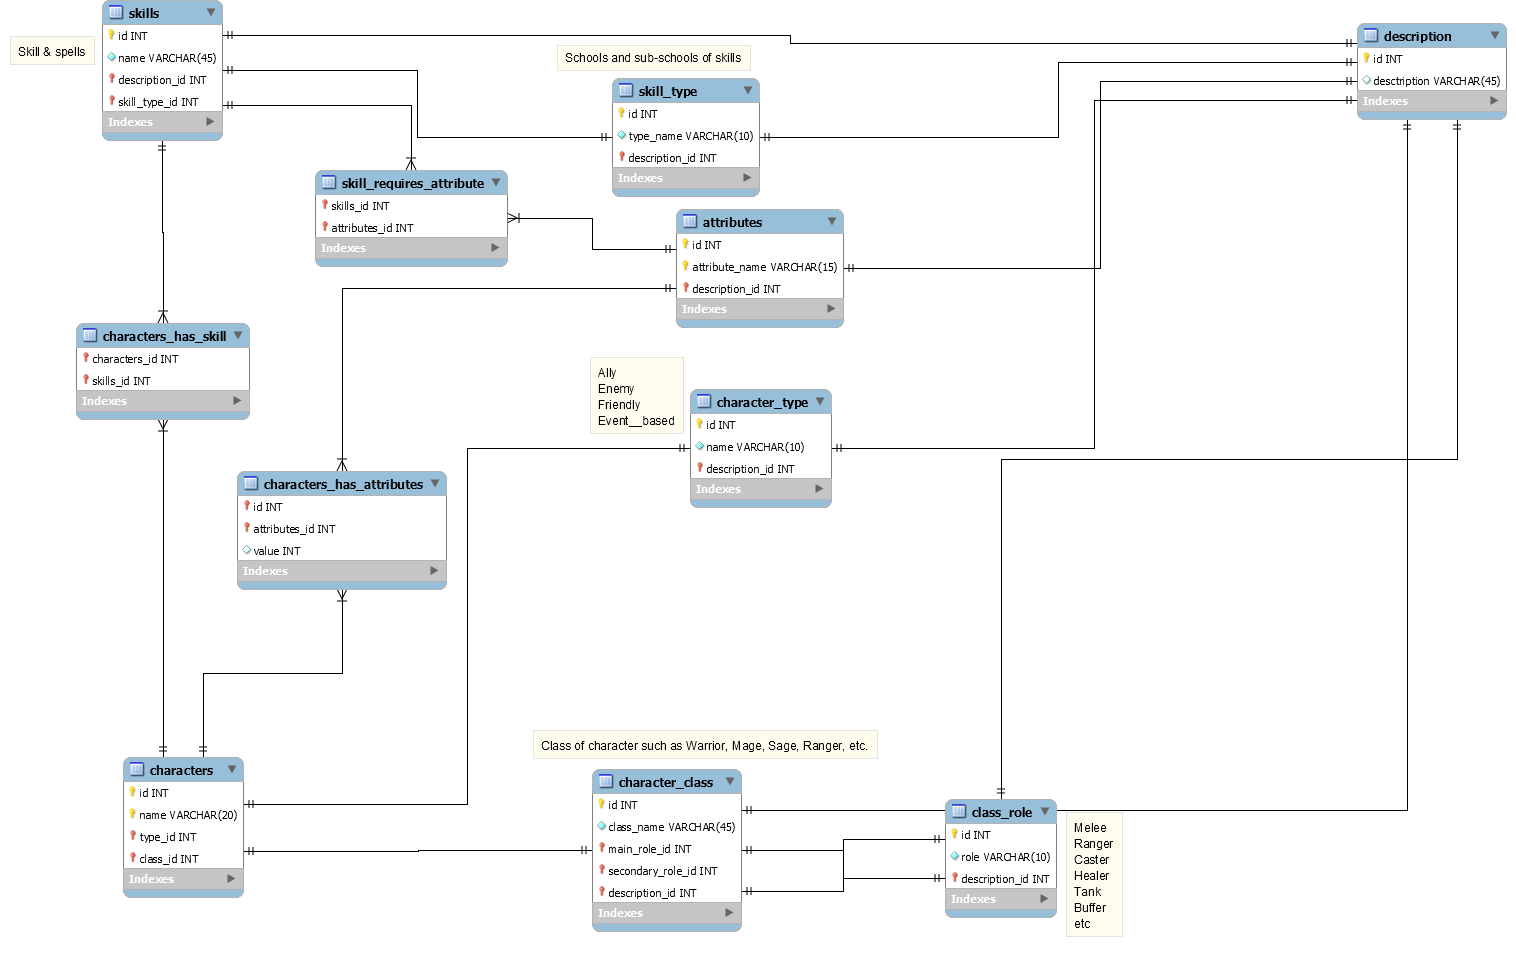 skills
id INT
name VARCHAR(45)
description_id INT
skill_type_id INT
Indexes
Skill & spells
Schools and sub-schools of skills
skill_type
id INT
type_name VARCHAR(10)
description_id INT
Indexes
description
id INT
desctription VARCHAR(45)
Indexes
skill_requires_attribute
skills_id INT
attributes_id INT
Indexes
attributes
id INT
attribute_name VARCHAR(15)
description_id INT
Indexes
characters_has_skill
characters_id INT
skills_id INT
Indexes
Ally
Enemy
Friendly
Event__based
character_type
id INT
name VARCHAR(10)
description_id INT
Indexes
characters_has_attributes
id INT
attributes_id INT
value INT
Indexes
characters
id INT
name VARCHAR(20)
type_id INT
class_id INT
Indexes
Class of character such as Warrior, Mage, Sage, Ranger, etc.
character_class
id INT
class_name VARCHAR(45)
main_role_id INT
secondary_role_id INT
description_id INT
Indexes
class_role
id INT
role VARCHAR(10)
description_id INT
Indexes
Melee
Ranger
Caster
Healer
Tank
Buffer
etc